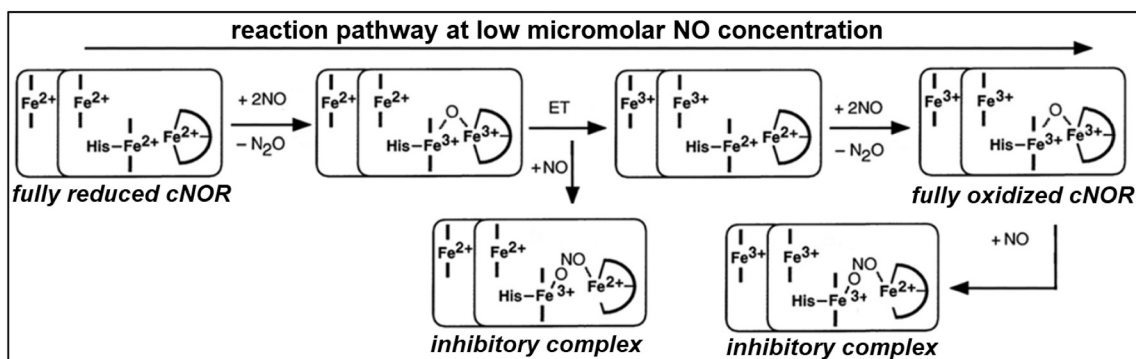 reaction pathway at low micromolar NO concentration
Fe2+ Fe2+ His–Fe2+ Fe2+
+ 2NO
– N2O
Fe2+ Fe2+ O His–Fe3+ Fe3+
ET
+NO
Fe3+ Fe3+ His–Fe2+ Fe2+
+ 2NO
– N2O
Fe3+ Fe3+ O His–Fe3+ Fe3+
fully reduced cNOR
fully oxidized cNOR
Fe2+ Fe2+ NO O His–Fe3+ Fe2+
inhibitory complex
+ NO
Fe3+ Fe3+ NO O His–Fe3+ Fe2+
inhibitory complex